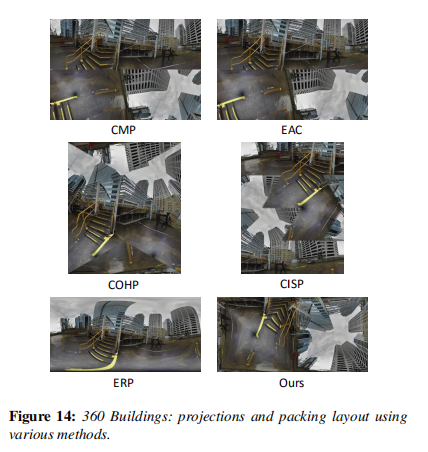 CMP
EAC
COHP
CISP
ERP
Ours
Figure 14: 360 Buildings: projections and packing layout using
various methods.